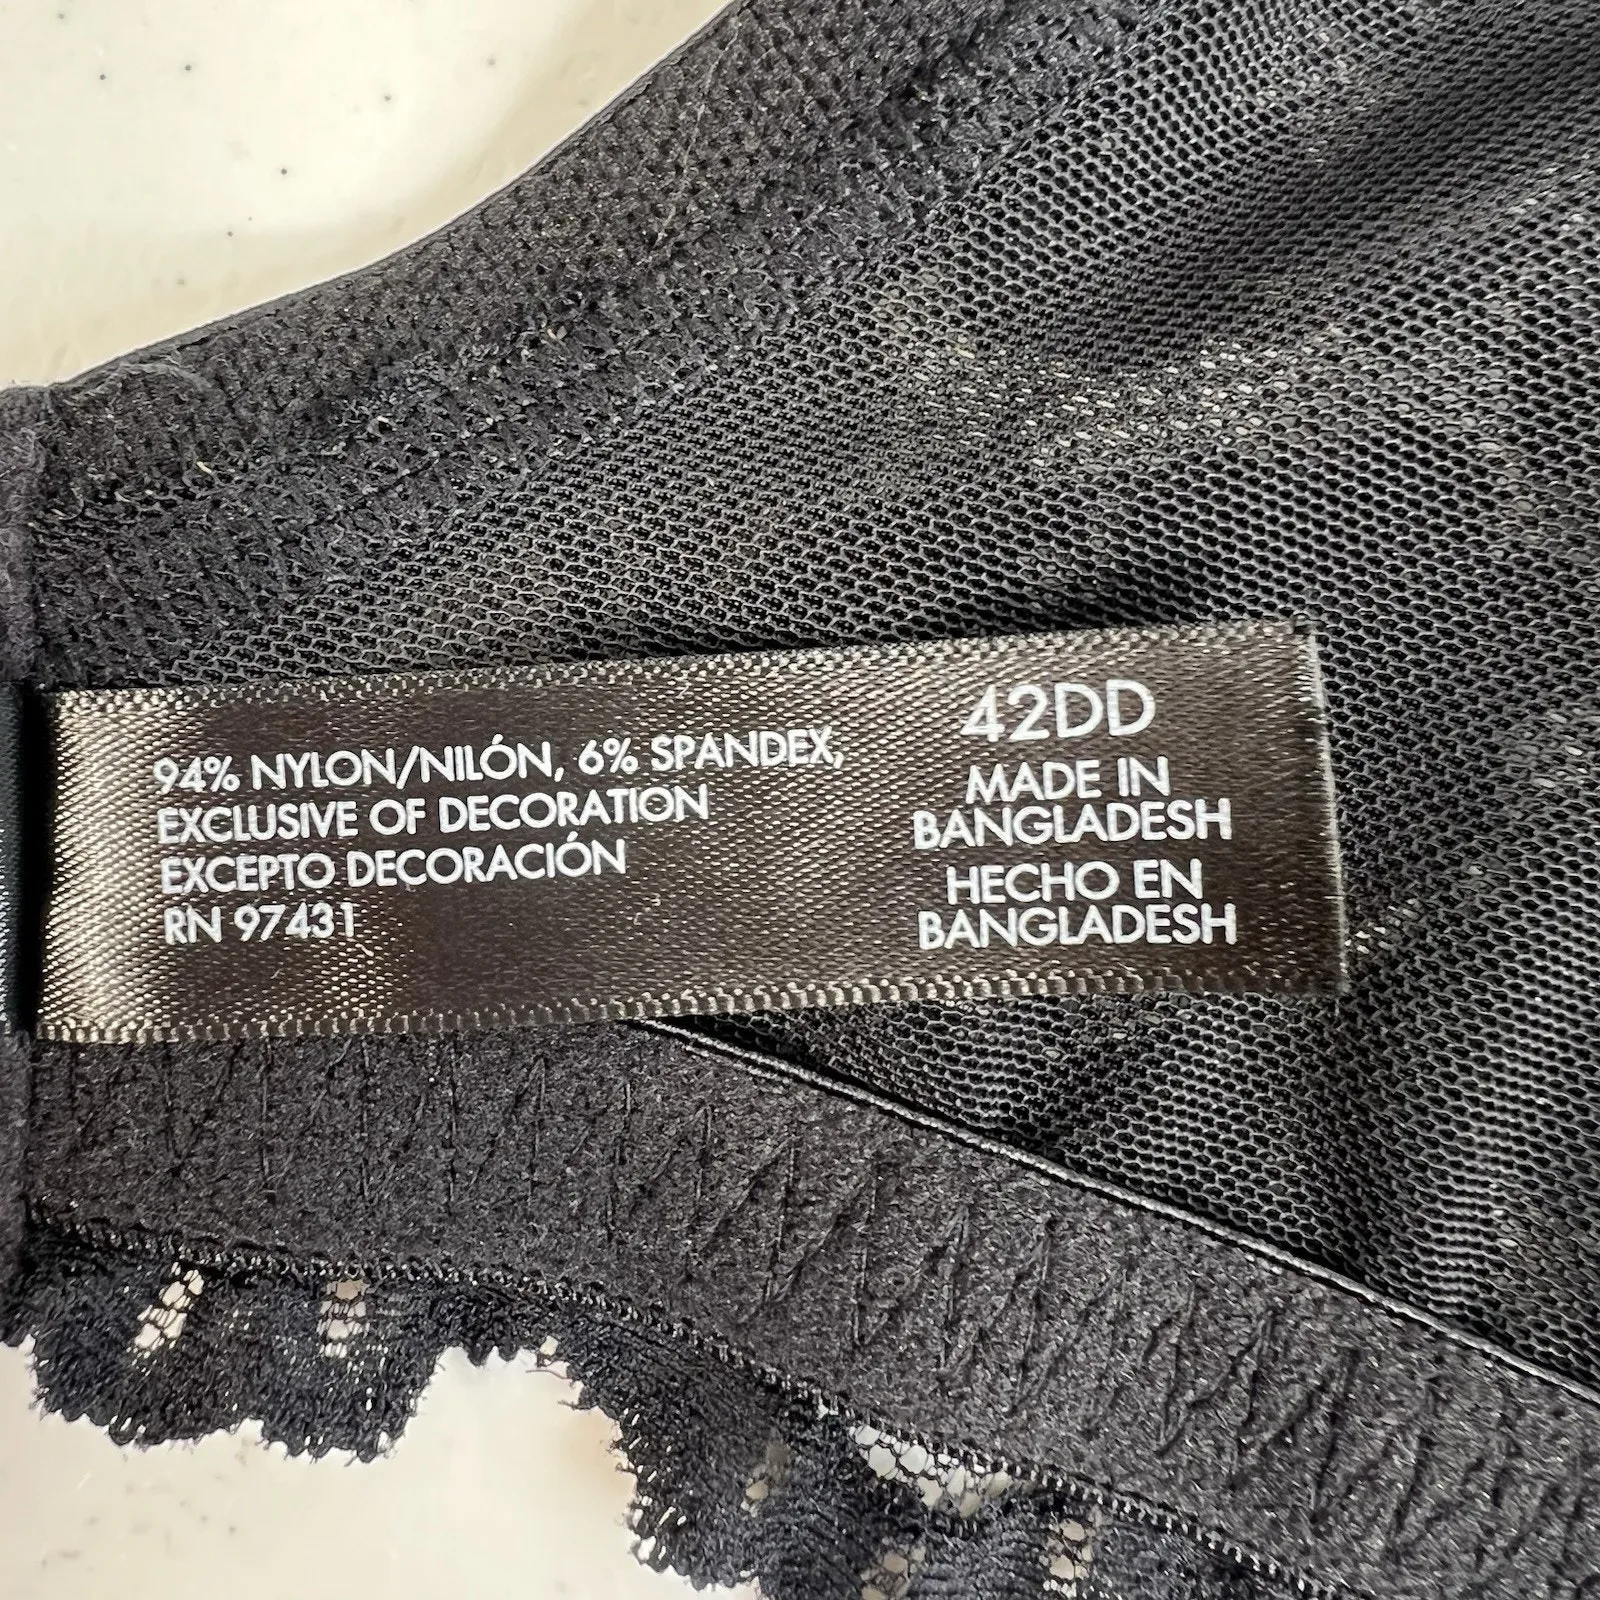 94% NYLON/NILÓN, 6% SPANDEX,
EXCLUSIVE OF DECORATION
EXCEPTO DECORACIÓN
RN 97431
42DD
MADE IN
BANGLADESH
HECHO EN
BANGLADESH